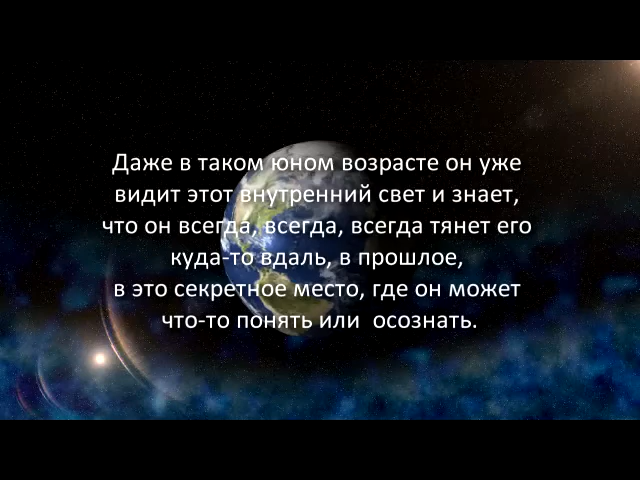 Даже в таком юном возрасте он уже
видит этот внутренний свет и знает,
что он всегда, всегда, всегда тянет его
куда-то вдаль, в прошлое,
в это секретное место, где он может
что-то понять или  осознать.